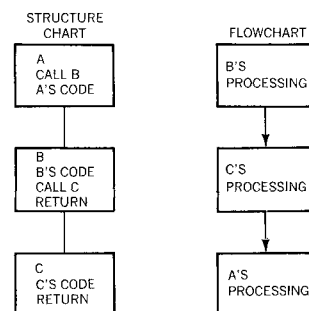 STRUCTURE
CHART
A
CALL B
A'S CODE
B
B'S CODE
CALL C
RETURN
C
C'S CODE
RETURN
FLOWCHART
B'S
PROCESSING
C'S
PROCESSING
A'S
PROCESSING